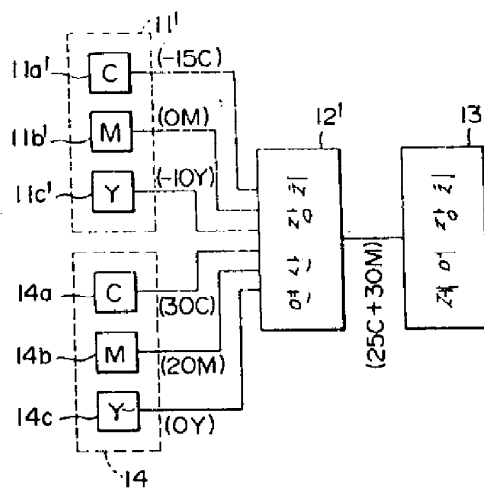 11'
11a' C (-15C)
11b' M (0M)
11c' Y (-10Y)
12'
13
14a C (30C)
14b M (20M)
14c Y (0Y)
14
(25C+30M)